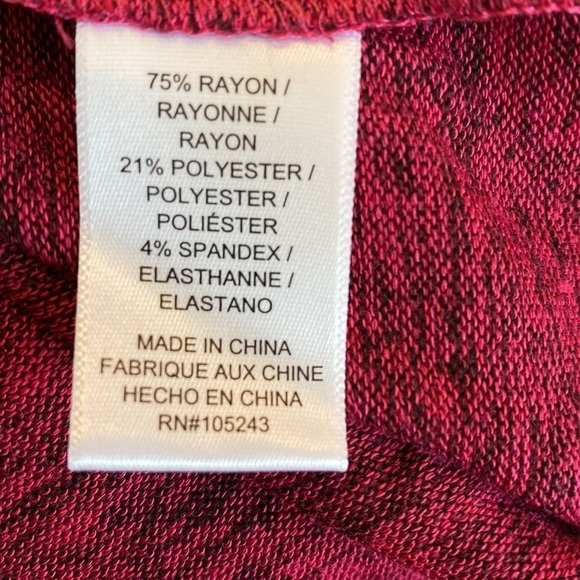 75% RAYON /
RAYONNE /
RAYON
21% POLYESTER /
POLYESTER /
POLIÉSTER
4% SPANDEX /
ELASTHANNE /
ELASTANO
MADE IN CHINA
FABRIQUE AUX CHINE
HECHO EN CHINA
RN#105243